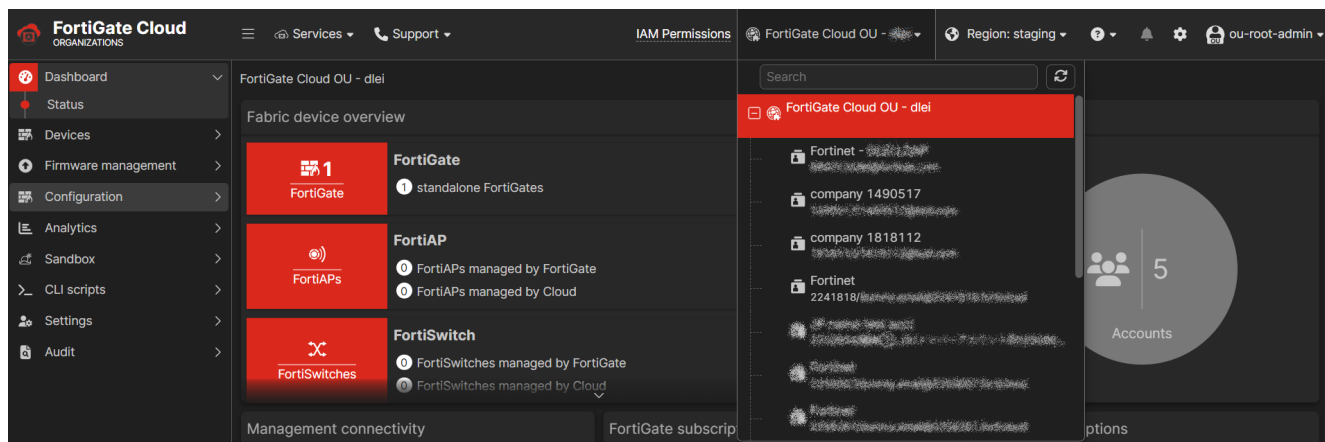 FortiGate Cloud
ORGANIZATIONS
Services
Support
IAM Permissions
FortiGate Cloud OU -
Region: staging
?
OU
ou-root-admin
Dashboard
Status
Devices
Firmware management
Configuration
Analytics
Sandbox
CLI scripts
Settings
Audit
FortiGate Cloud OU - dlei
Fabric device overview
1
FortiGate
FortiGate
1 standalone FortiGates
FortiAPs
FortiAP
0 FortiAPs managed by FortiGate
0 FortiAPs managed by Cloud
FortiSwitches
FortiSwitch
0 FortiSwitches managed by FortiGate
0 FortiSwitches managed by Cloud
Management connectivity
FortiGate subscrip
Search
FortiGate Cloud OU - dlei
Fortinet -
company 1490517
company 1818112
Fortinet
2241818/
5
Accounts
ptions